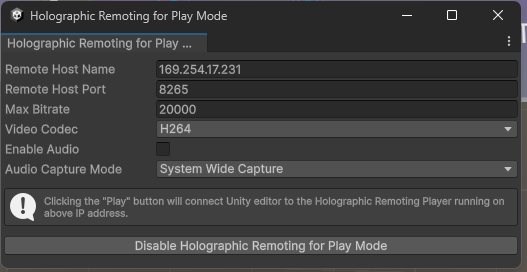 Holographic Remoting for Play Mode
Holographic Remoting for Play ...
Remote Host Name 169.254.17.231
Remote Host Port 8265
Max Bitrate 20000
Video Codec H264
Enable Audio
Audio Capture Mode System Wide Capture
Clicking the "Play" button will connect Unity editor to the Holographic Remoting Player running on
above IP address.
Disable Holographic Remoting for Play Mode